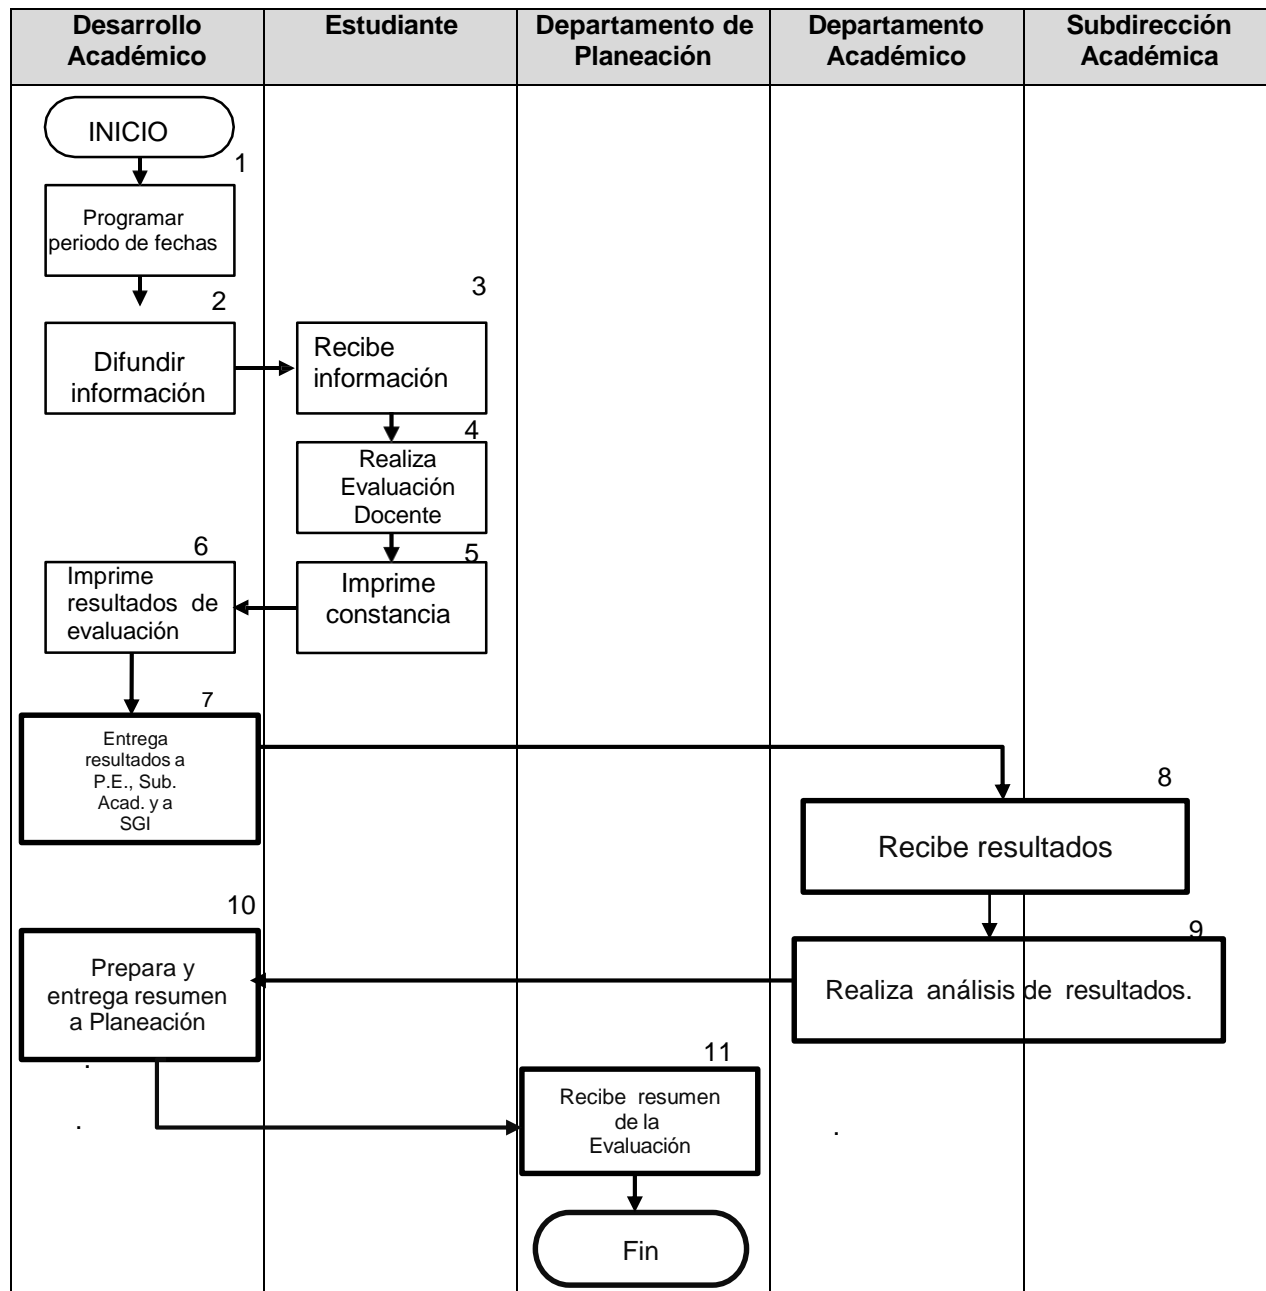 Desarrollo
Académico
Estudiante
Departamento de
Planeación
Departamento
Académico
Subdirección
Académica
INICIO
1
Programar
periodo de fechas
2
Difundir
información
3
Recibe
información
4
Realiza
Evaluación
Docente
5
Imprime
constancia
6
Imprime
resultados de
evaluación
7
Entrega
resultados a
P.E., Sub.
Acad. y a
SGI
8
Recibe resultados
9
Realiza análisis de resultados.
10
Prepara y
entrega resumen
a Planeación
.
.
11
Recibe resumen
de la
Evaluación
.
Fin